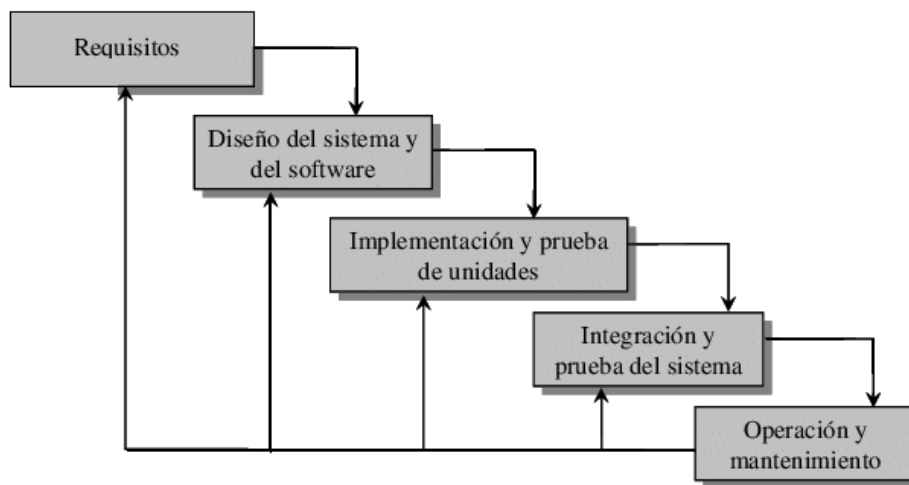 Requisitos
Diseño del sistema y
del software
Implementación y prueba
de unidades
Integración y
prueba del sistema
Operación y
mantenimiento